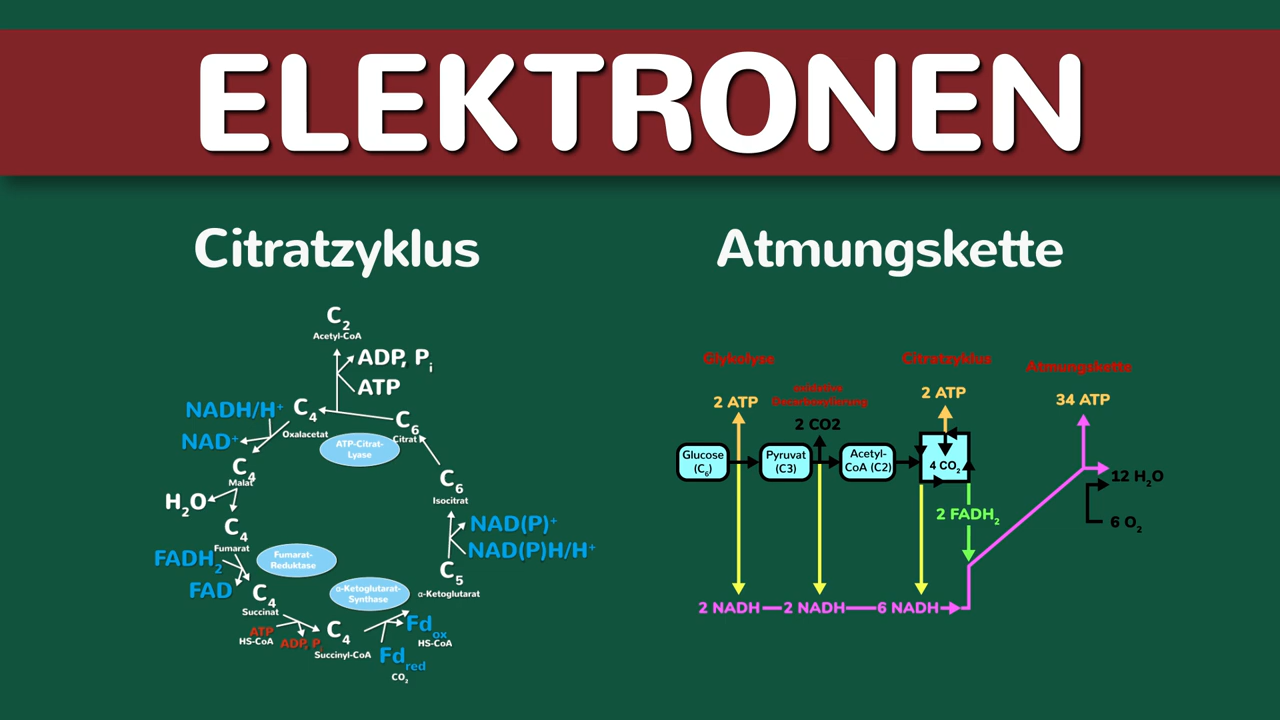 ELEKTRONEN
Citratzyklus
C2
Acetyl-CoA
ADP, Pi
ATP
NADH/H+
NAD+
C4
Oxalacetat
C6
Citrat
ATP-Citrat-
Lyase
C4
Malat
H2O
C6
Isocitrat
C4
Fumarat
NAD(P)+
NAD(P)H/H+
FADH2
FAD
Fumarat-
Reduktase
C5
α-Ketoglutarat
α-Ketoglutarat-
Synthase
C4
Succinat
ATP
HS-CoA
ADP, P
C4
Succinyl-CoA
Fdox
HS-CoA
Fdred
CO2
Atmungskette
Glykolyse
oxidative
Decarboxylierung
Citratzyklus
Atmungskette
2 ATP
2 CO2
2 ATP
34 ATP
Glucose
(C6)
Pyruvat
(C3)
Acetyl-
CoA (C2)
4 CO2
12 H2O
6 O2
2 FADH2
2 NADH
2 NADH
6 NADH